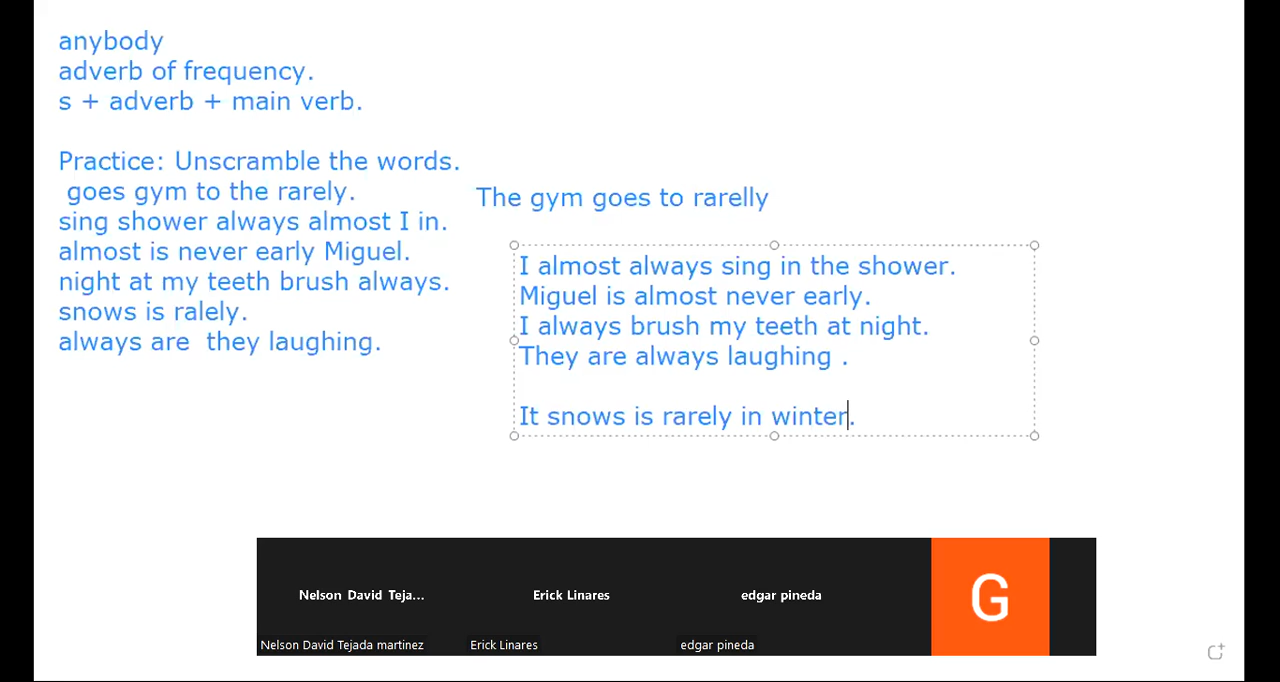 anybody
adverb of frequency.
s + adverb + main verb.
Practice: Unscramble the words.
goes gym to the rarely.
sing shower always almost I in.
almost is never early Miguel.
night at my teeth brush always.
snows is ralely.
always are they laughing.
The gym goes to rarelly
I almost always sing in the shower.
Miguel is almost never early.
I always brush my teeth at night.
They are always laughing .
It snows is rarely in winter.
Nelson David Teja...
Erick Linares
edgar pineda
G
Nelson David Tejada martinez
Erick Linares
edgar pineda